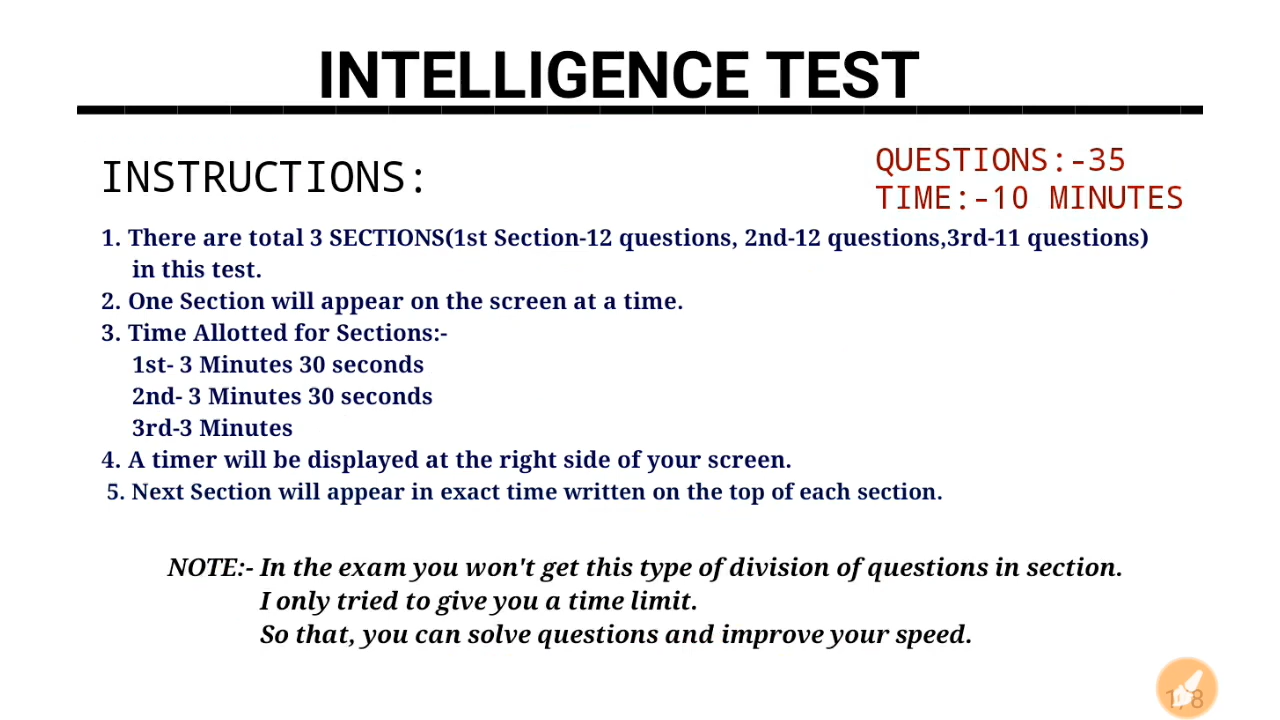 INTELLIGENCE TEST
INSTRUCTIONS:
QUESTIONS:-35
TIME:-10 MINUTES
1. There are total 3 SECTIONS(1st Section-12 questions, 2nd-12 questions,3rd-11 questions)
in this test.
2. One Section will appear on the screen at a time.
3. Time Allotted for Sections:-
1st- 3 Minutes 30 seconds
2nd- 3 Minutes 30 seconds
3rd-3 Minutes
4. A timer will be displayed at the right side of your screen.
5. Next Section will appear in exact time written on the top of each section.
NOTE:- In the exam you won't get this type of division of questions in section.
I only tried to give you a time limit.
So that, you can solve questions and improve your speed.
1/8